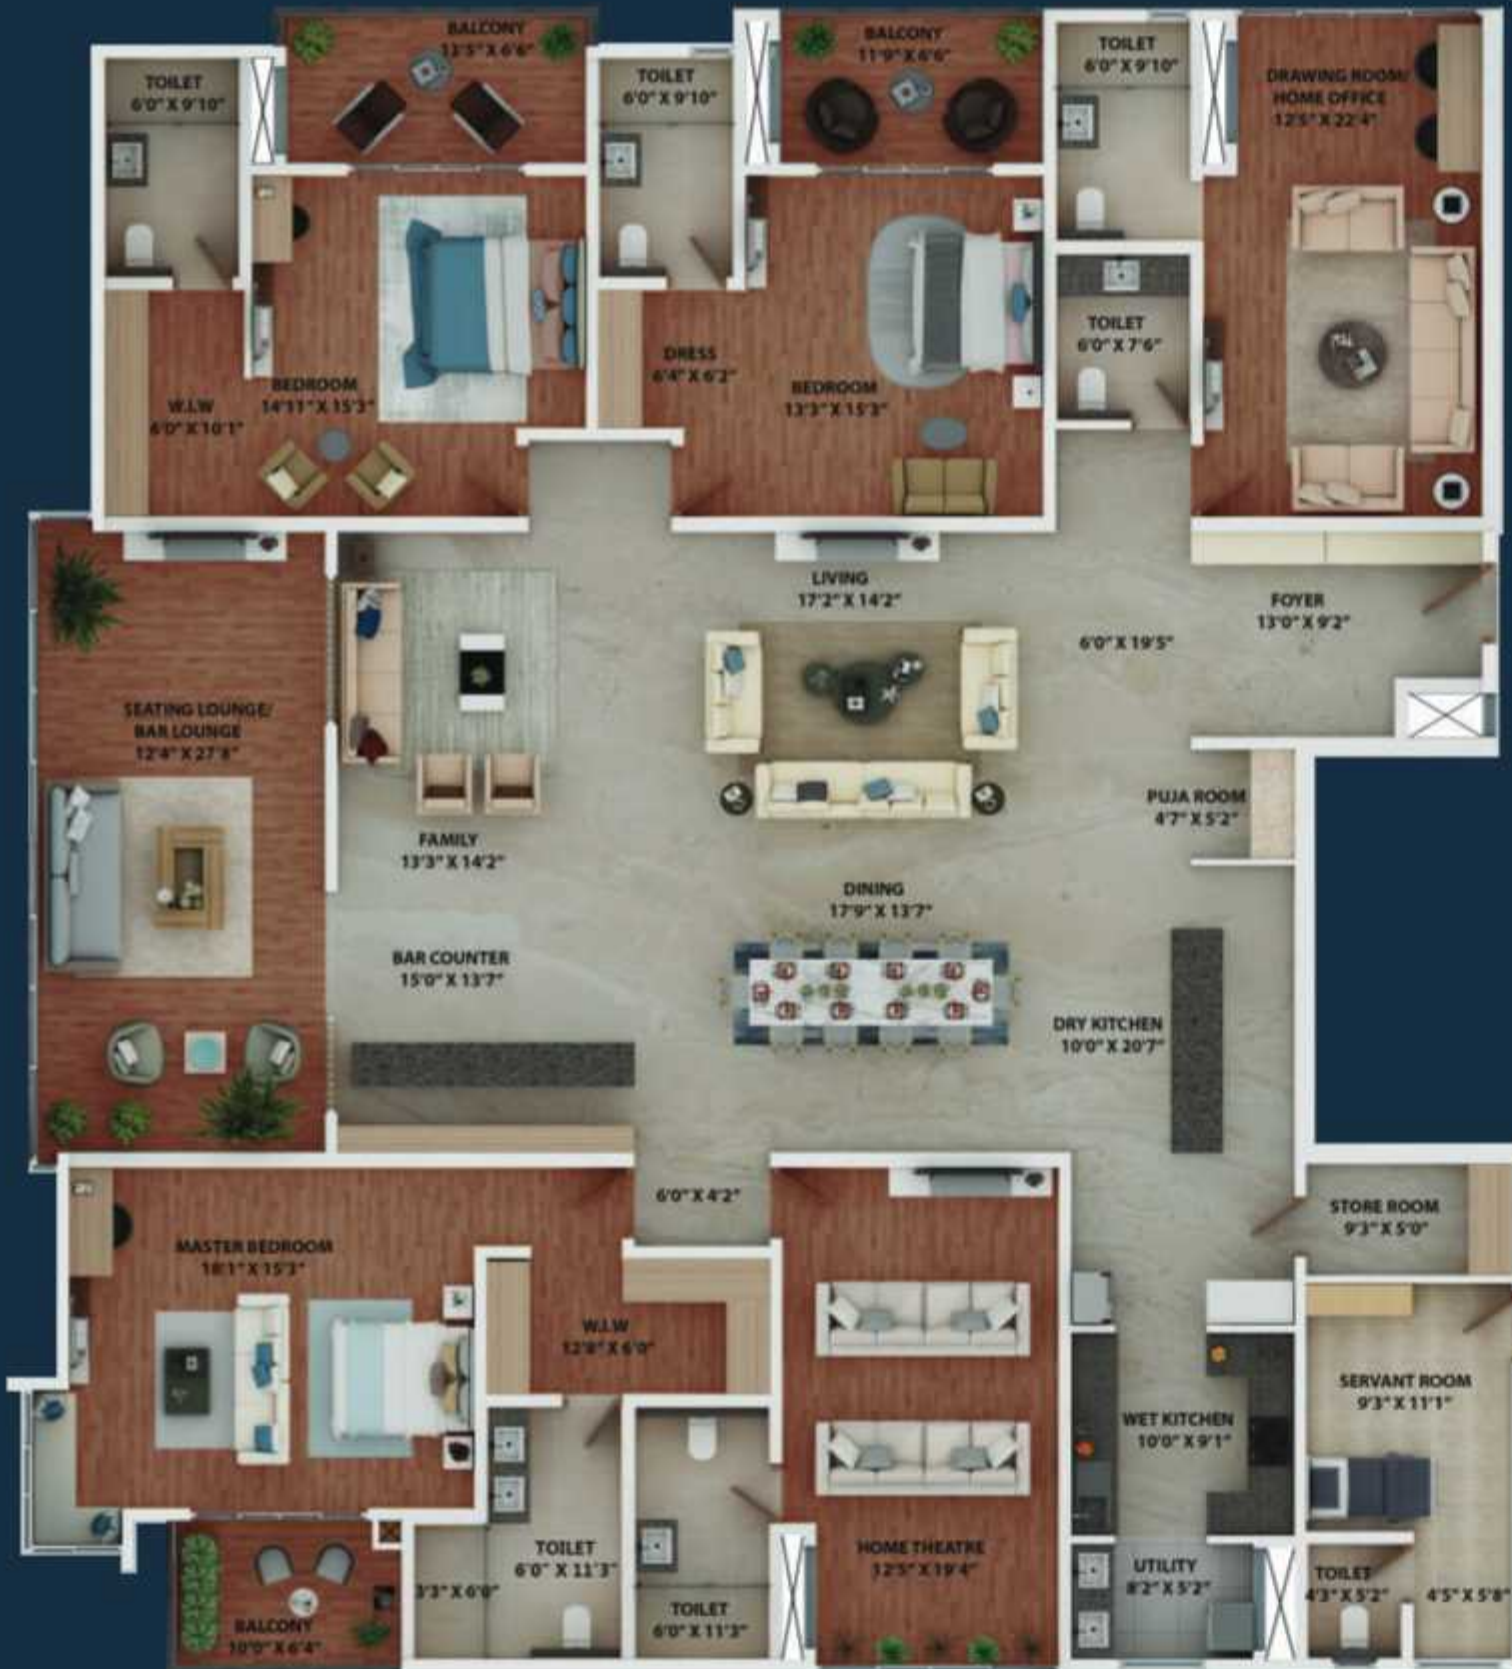 BALCONY
13'5" X 6'6"
BALCONY
11'9" X 6'6"
TOILET
6'0" X 9'10"
TOILET
6'0" X 9'10"
TOILET
6'0" X 9'10"
DRAWING ROOM/
HOME OFFICE
12'5" X 22'4"
TOILET
6'0" X 7'6"
DRESS
6'4" X 6'2"
BEDROOM
14'11" X 15'3"
BEDROOM
13'3" X 15'3"
W.I.W
6'0" X 10'1"
LIVING
17'2" X 14'2"
FOYER
13'0" X 9'2"
6'0" X 19'5"
SEATING LOUNGE/
BAR LOUNGE
12'4" X 27'8"
PUJA ROOM
4'7" X 5'2"
FAMILY
13'3" X 14'2"
DINING
17'9" X 13'7"
BAR COUNTER
15'0" X 13'7"
DRY KITCHEN
10'0" X 20'7"
6'0" X 4'2"
STORE ROOM
9'3" X 5'0"
MASTER BEDROOM
18'1" X 15'3"
W.I.W
12'8" X 6'0"
SERVANT ROOM
9'3" X 11'1"
WET KITCHEN
10'0" X 9'1"
TOILET
6'0" X 11'3"
HOME THEATRE
12'5" X 19'4"
UTILITY
8'2" X 5'2"
TOILET
4'3" X 5'2"
4'5" X 5'8"
3'3" X 6'0"
TOILET
6'0" X 11'3"
BALCONY
10'0" X 6'4"